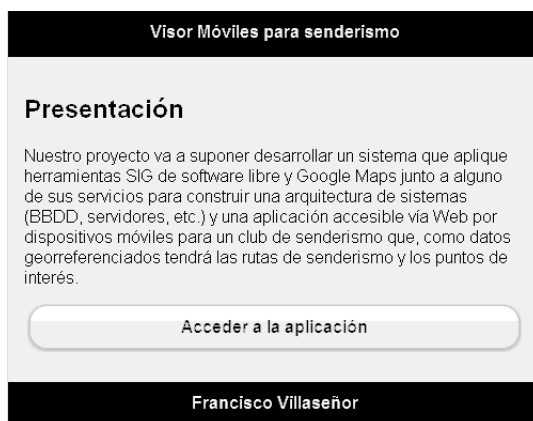 Visor Móviles para senderismo
Presentación
Nuestro proyecto va a suponer desarrollar un sistema que aplique
herramientas SIG de software libre y Google Maps junto a alguno
de sus servicios para construir una arquitectura de sistemas
(BBDD, servidores, etc.) y una aplicación accesible vía Web por
dispositivos móviles para un club de senderismo que, como datos
georreferenciados tendrá las rutas de senderismo y los puntos de
interés.
Acceder a la aplicación
Francisco Villaseñor